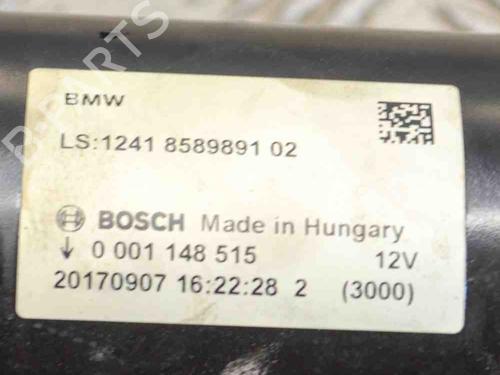 BMW
LS:1241 8589891 02
BOSCH Made in Hungary
↓ 0 001 148 515 12V
20170907 16:22:28 2 (3000)
B-PARTS